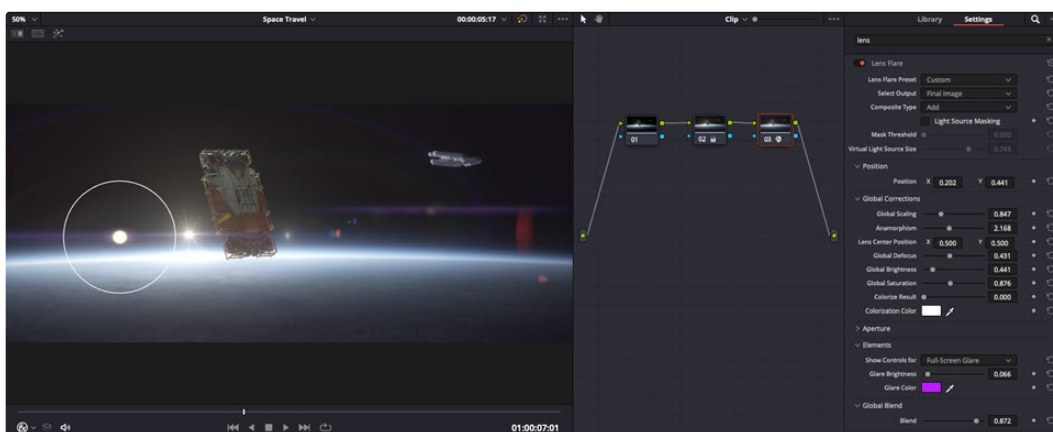 50%
Space Travel
00:00:05:17
Clip
Library
Settings
lens
Lens Flare
Lens Flare Preset Custom
Select Output Final Image
Composite Type Add
Light Source Masking
Mask Threshold 0.000
Virtual Light Source Size 0.743
Position
Position X 0.202 Y 0.441
Global Corrections
Global Scaling 0.847
Anamorphism 2.168
Lens Center Position X 0.500 Y 0.500
Global Defocus 0.431
Global Brightness 0.441
Global Saturation 0.876
Colorize Result 0.000
Colorization Color
Aperture
Elements
Show Controls for Full-Screen Glare
Glare Brightness 0.066
Glare Color
Global Blend
Blend 0.872
01
02
03
01:00:07:01